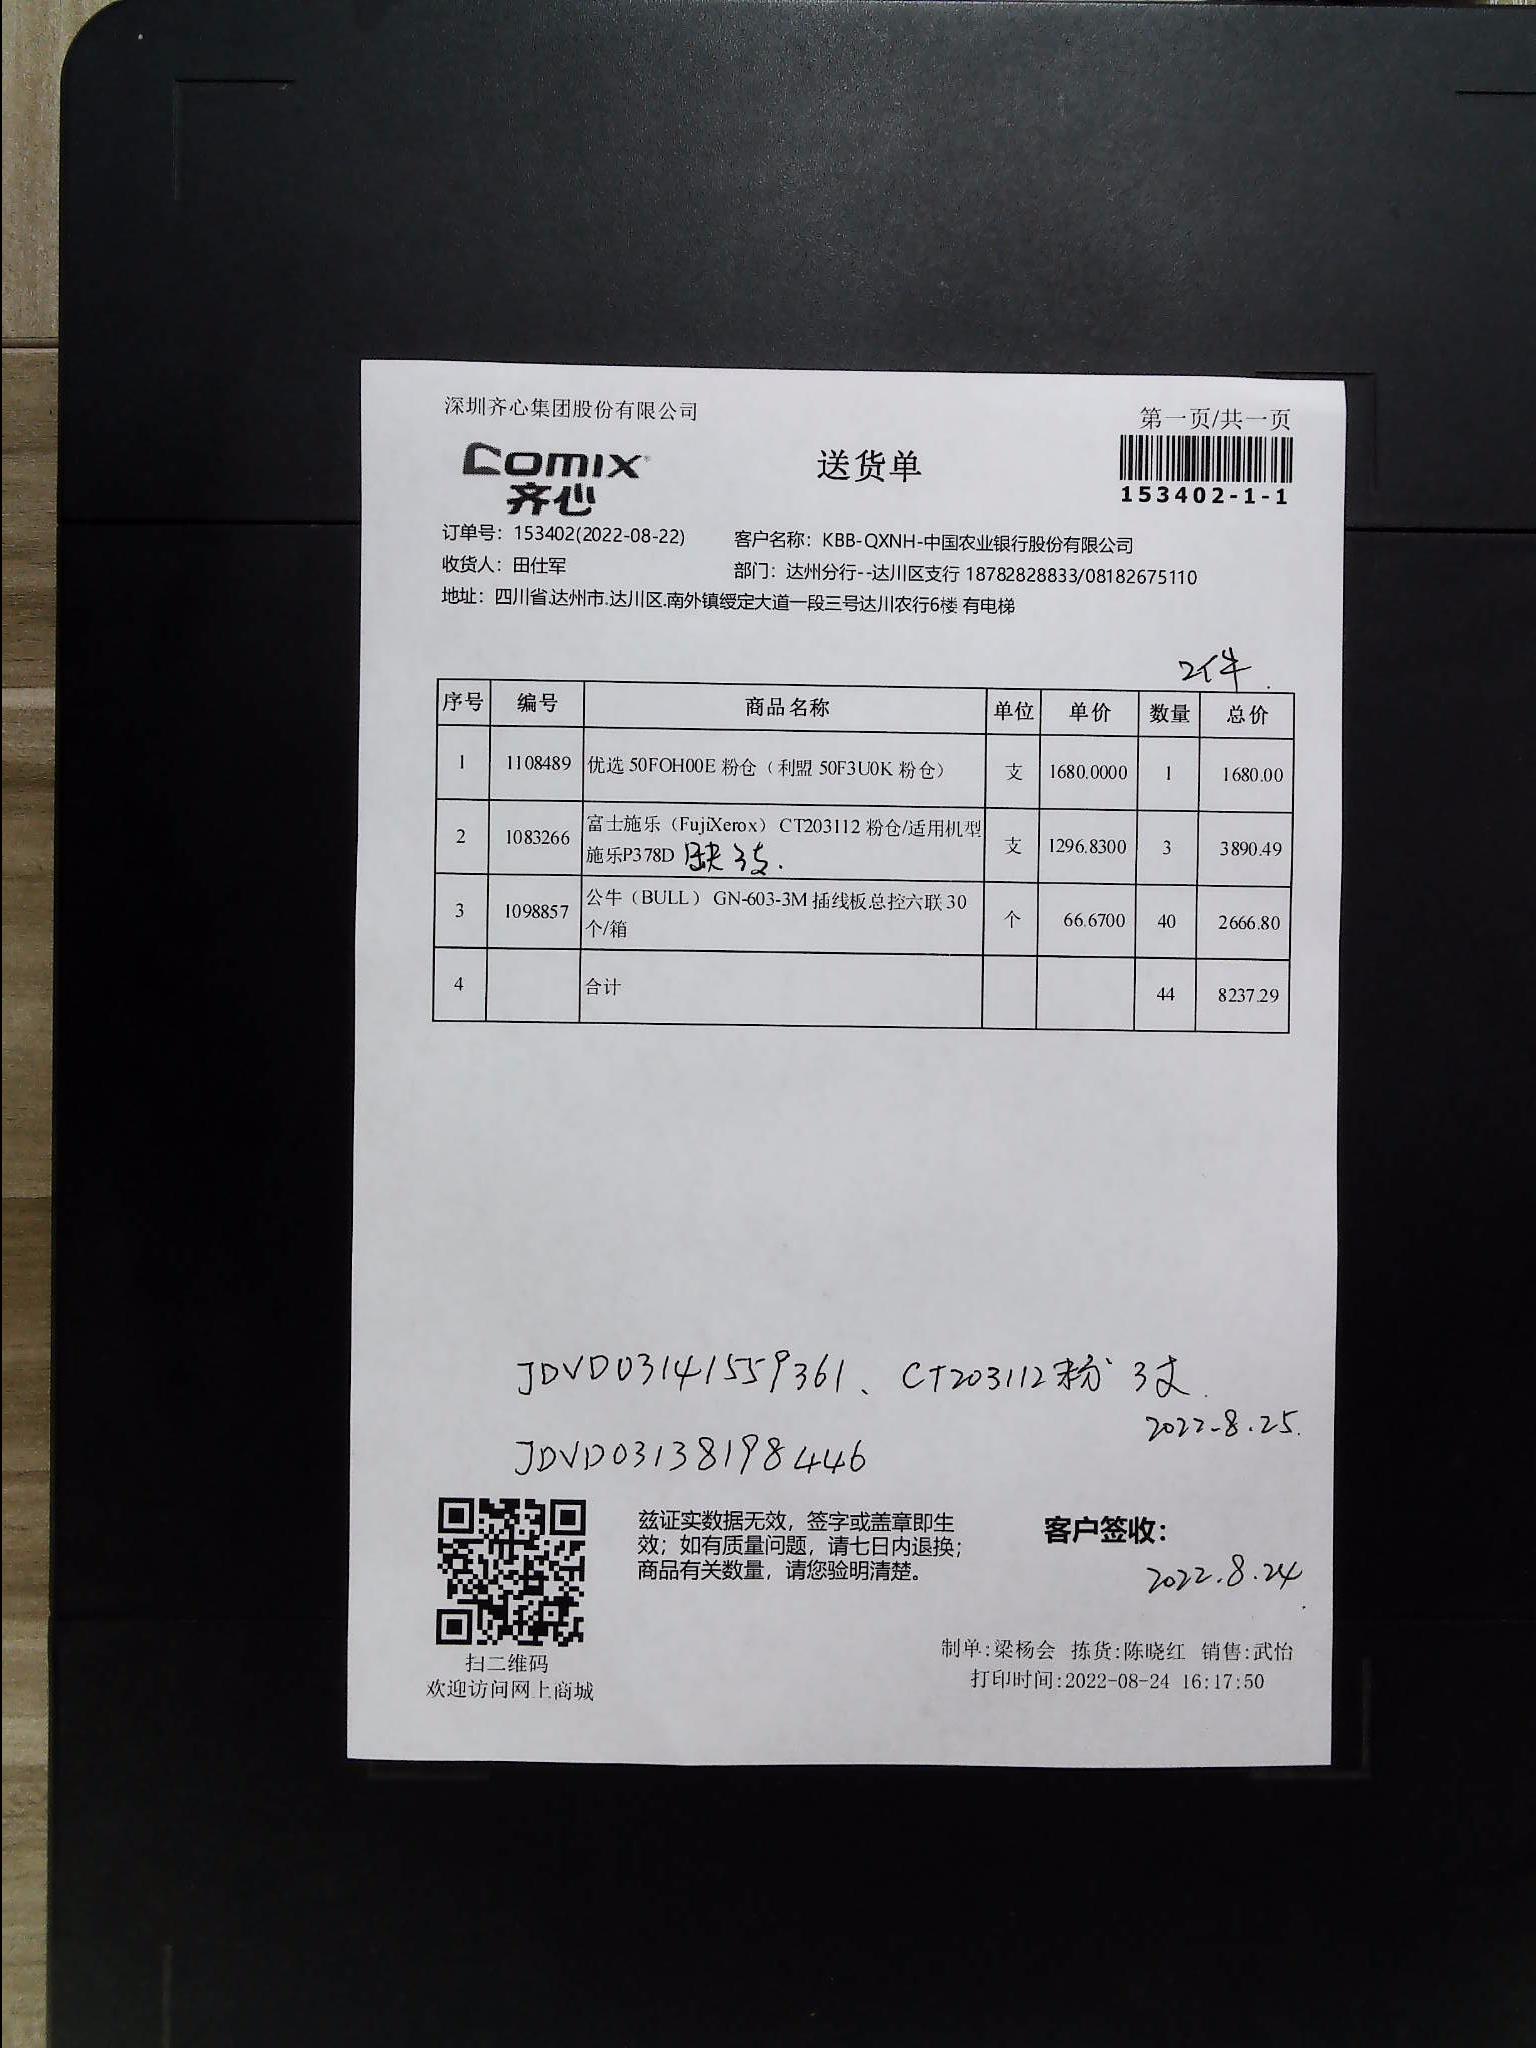 深圳齐心集团股份有限公司
第一页/共一页
comix
齐心
送货单
153402-1-1
订单号：153402(2022-08-22)
客户名称：KBB-QXNH-中国农业银行股份有限公司
收货人：田仕军
部门：达州分行--达川区支行 18782828833/08182675110
地址：四川省.达州市.达川区.南外镇绶定大道一段三号达川农行6楼 有电梯
2件
序号 编号 商品名称 单位 单价 数量 总价
1 1108489 优选 50FOH00E 粉仓（利盟 50F3U0K 粉仓） 支 1680.0000 1 1680.00
2 1083266 富士施乐（FujiXerox） CT203112 粉仓/适用机型 支 1296.8300 3 3890.49
施乐P378D 缺3支.
3 1098857 公牛（BULL） GN-603-3M 插线板总控六联 30 个 66.6700 40 2666.80
个/箱
4 合计 44 8237.29
JDVD03141559361、CT203112粉 3支.
2022-8.25.
JDVD03138198446
兹证实数据无效，签字或盖章即生
效；如有质量问题，请七日内退换；
商品有关数量，请您验明清楚。
客户签收：
2022.8.24
扫二维码
欢迎访问网上商城
制单:梁杨会 拣货:陈晓红 销售:武怡
打印时间:2022-08-24 16:17:50